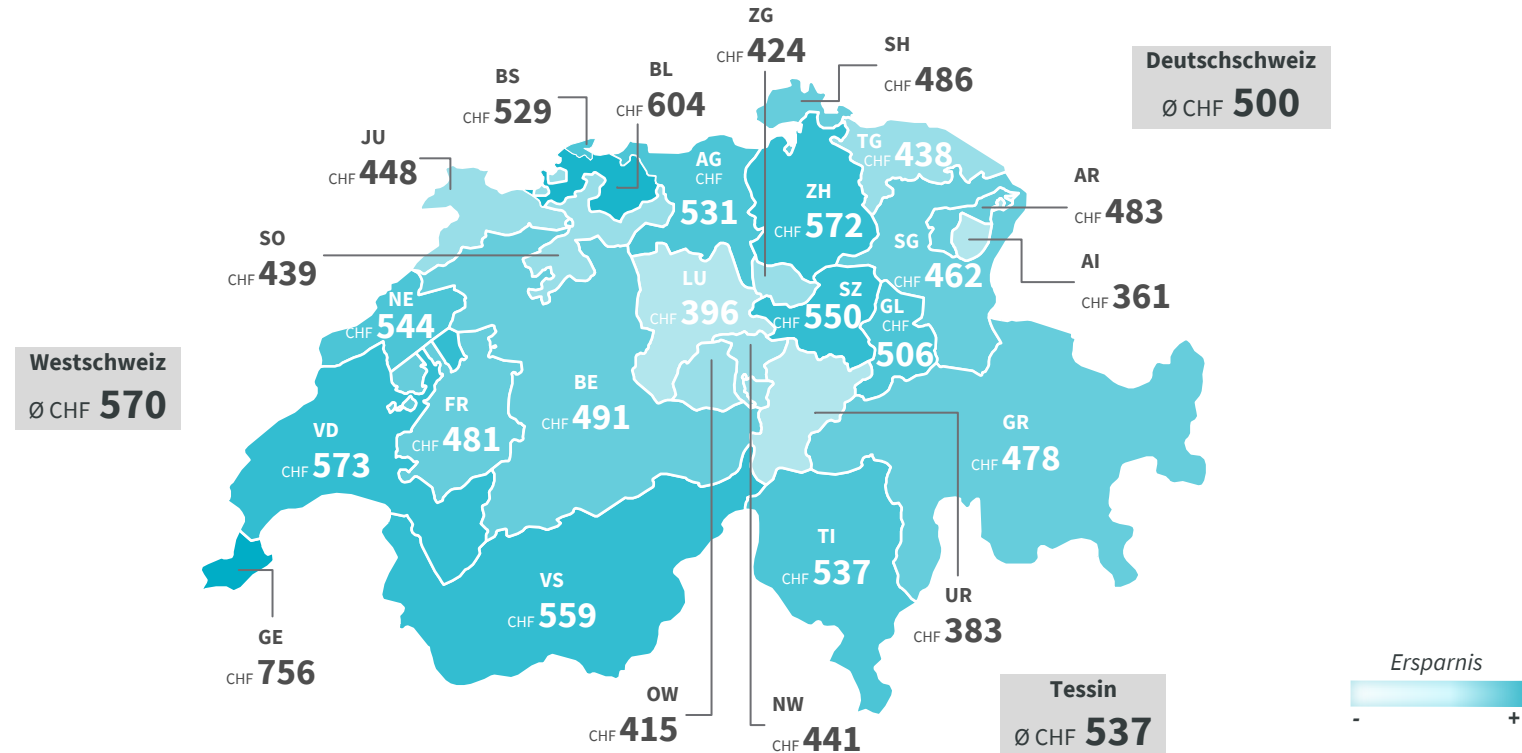 ZG
CHF 424
SH
CHF 486
Deutschschweiz
Ø CHF 500
BS
CHF 529
BL
CHF 604
JU
CHF 448
AG
CHF
531
ZH
CHF 572
TG
CHF 438
AR
CHF 483
SO
CHF 439
SG
CHF 462
AI
CHF 361
NE
CHF 544
LU
CHF 396
SZ
CHF 550
GL
CHF
506
Westschweiz
Ø CHF 570
BE
CHF 491
FR
CHF 481
VD
CHF 573
GR
CHF 478
TI
CHF 537
VS
CHF 559
UR
CHF 383
GE
CHF 756
OW
CHF 415
NW
CHF 441
Tessin
Ø CHF 537
Ersparnis
- +